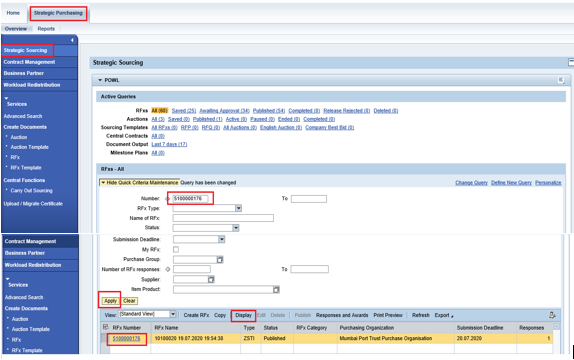 Home Strategic Purchasing
Overview Reports
Strategic Sourcing
Contract Management
Business Partner
Workload Redistribution
Services
Advanced Search
Create Documents
Auction
Auction Template
RFx
RFx Template
Central Functions
Carry Out Sourcing
Upload / Migrate Certificate
Strategic Sourcing
POWL
Active Queries
RFxs All (60) Saved (25) Awaiting Approval (34) Published (54) Completed (0) Release Rejected (0) Deleted (0)
Auctions All (3) Saved (0) Published (1) Active (0) Paused (0) Ended (0) Completed (0)
Sourcing Templates All RFxs (0) RFP (0) RFQ (0) All Auctions (0) English Auction (0) Company Best Bid (0)
Central Contracts All (0)
Document Output Last 7 days (17)
Milestone Plans All (0)
RFxs - All
Hide Quick Criteria Maintenance Query has been changed Change Query Define New Query Personalize
Number: 5100000176 To
RFx Type:
Name of RFx:
Status:
Submission Deadline:
My RFx:
Purchase Group:
Number of RFx responses: To
Supplier:
Item Product:
Apply Clear
Contract Management
Business Partner
Workload Redistribution
Services
Advanced Search
Create Documents
Auction
Auction Template
RFx
RFx Template
View: [Standard View] Create RFx Copy Display Edit Delete Publish Responses and Awards Print Preview Refresh Export
RFx Number RFx Name Type Status RFx Category Purchasing Organization Submission Deadline Responses
5100000176 10100020 19.07.2020 19:54:38 ZSTI Published Mumbai Port Trust Purchase Organisation 20.07.2020 1